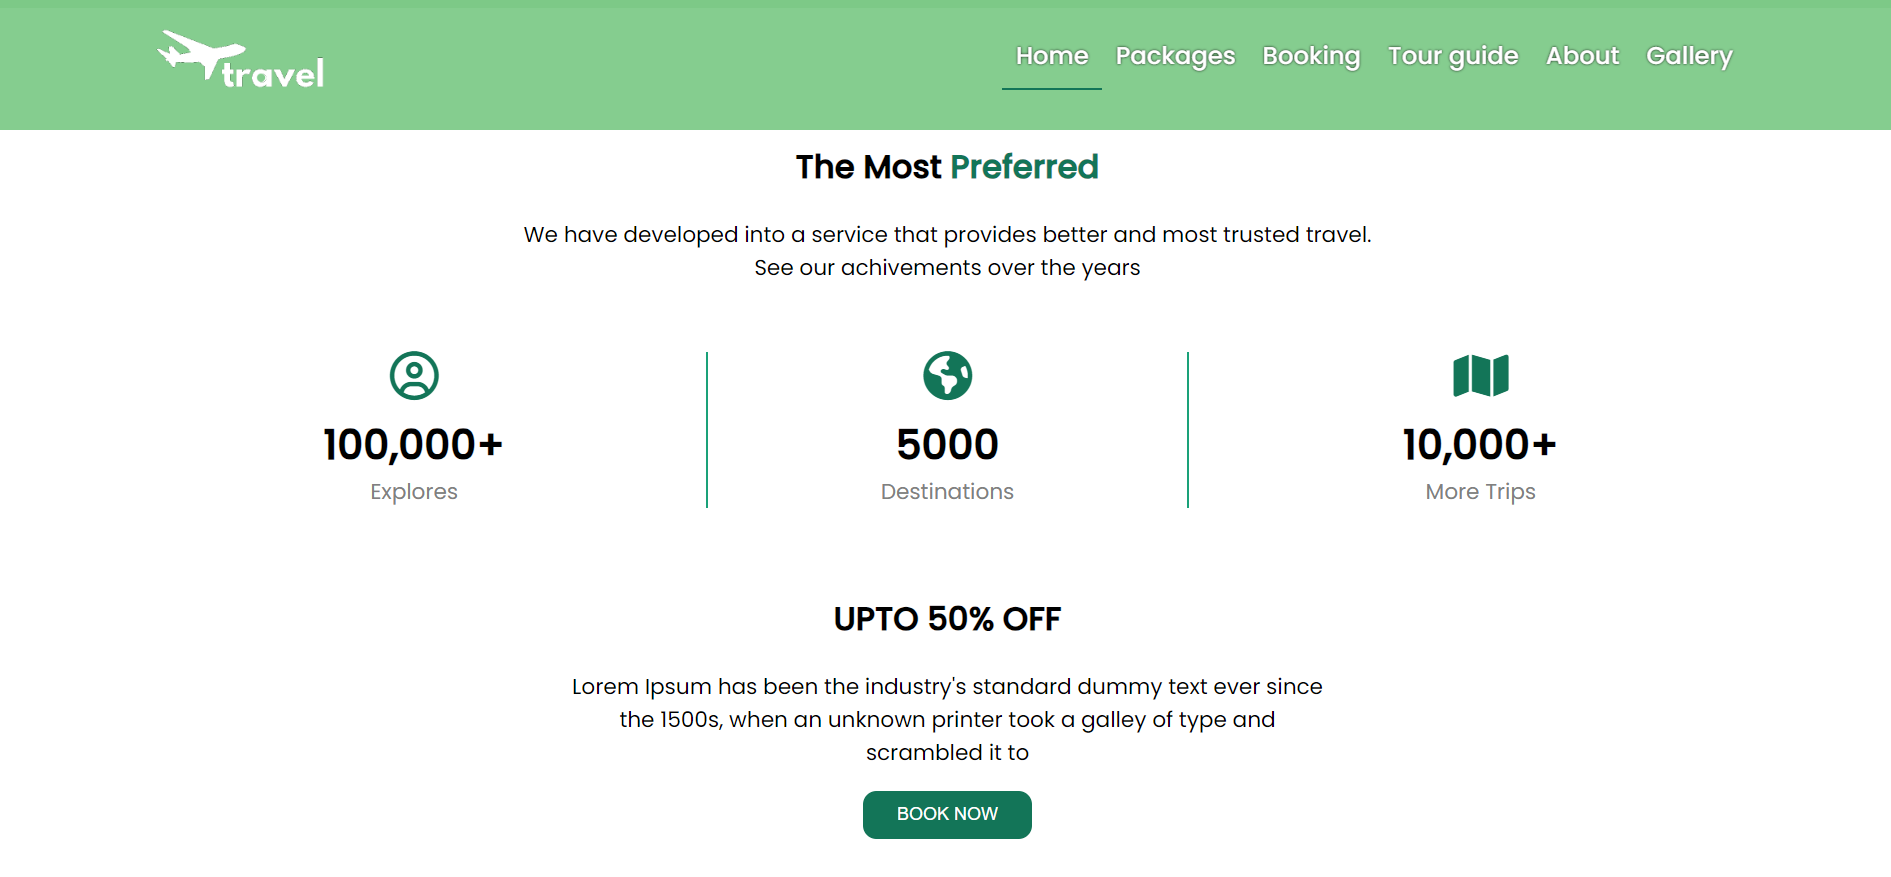 travel
Home Packages Booking Tour guide About Gallery
The Most Preferred
We have developed into a service that provides better and most trusted travel.
See our achivements over the years
100,000+
Explores
5000
Destinations
10,000+
More Trips
UPTO 50% OFF
Lorem Ipsum has been the industry's standard dummy text ever since
the 1500s, when an unknown printer took a galley of type and
scrambled it to
BOOK NOW